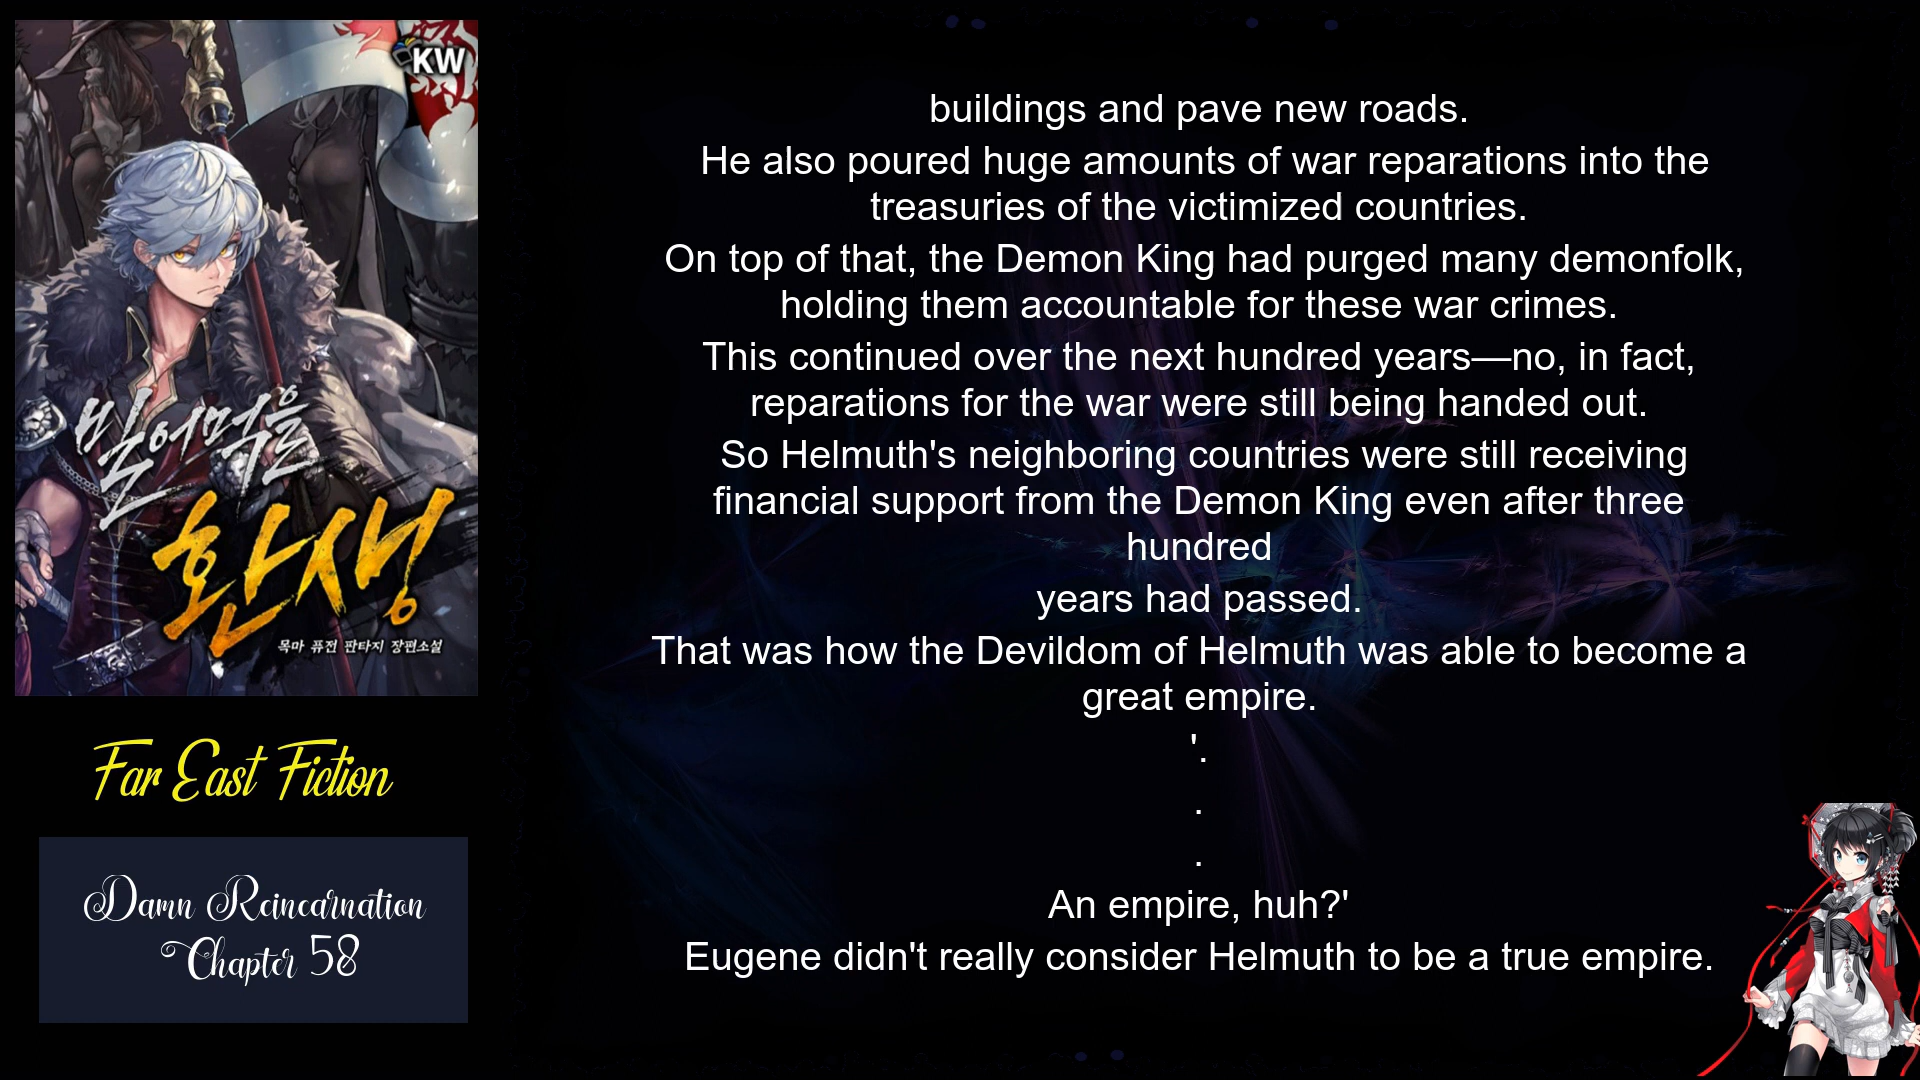 KW
빌어먹을
환생
목마 퓨전 판타지 장편소설
Far East Fiction
Damn Reincarnation
Chapter 58
buildings and pave new roads.
He also poured huge amounts of war reparations into the
treasuries of the victimized countries.
On top of that, the Demon King had purged many demonfolk,
holding them accountable for these war crimes.
This continued over the next hundred years—no, in fact,
reparations for the war were still being handed out.
So Helmuth's neighboring countries were still receiving
financial support from the Demon King even after three
hundred
years had passed.
That was how the Devildom of Helmuth was able to become a
great empire.
'.
.
.
An empire, huh?'
Eugene didn't really consider Helmuth to be a true empire.